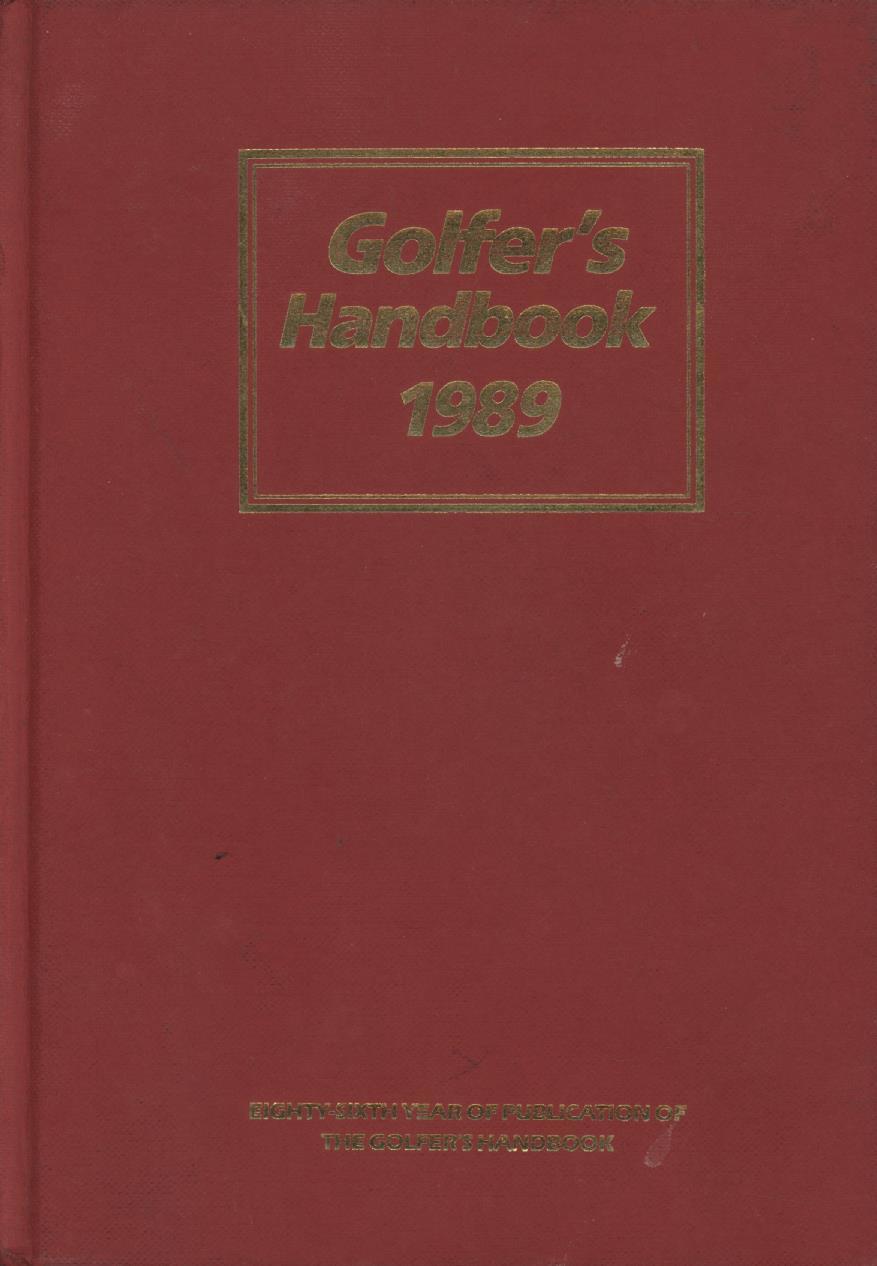 Golfer's
Handbook
1989
EIGHTY-SIXTH YEAR OF PUBLICATION OF
THE GOLFER'S HANDBOOK